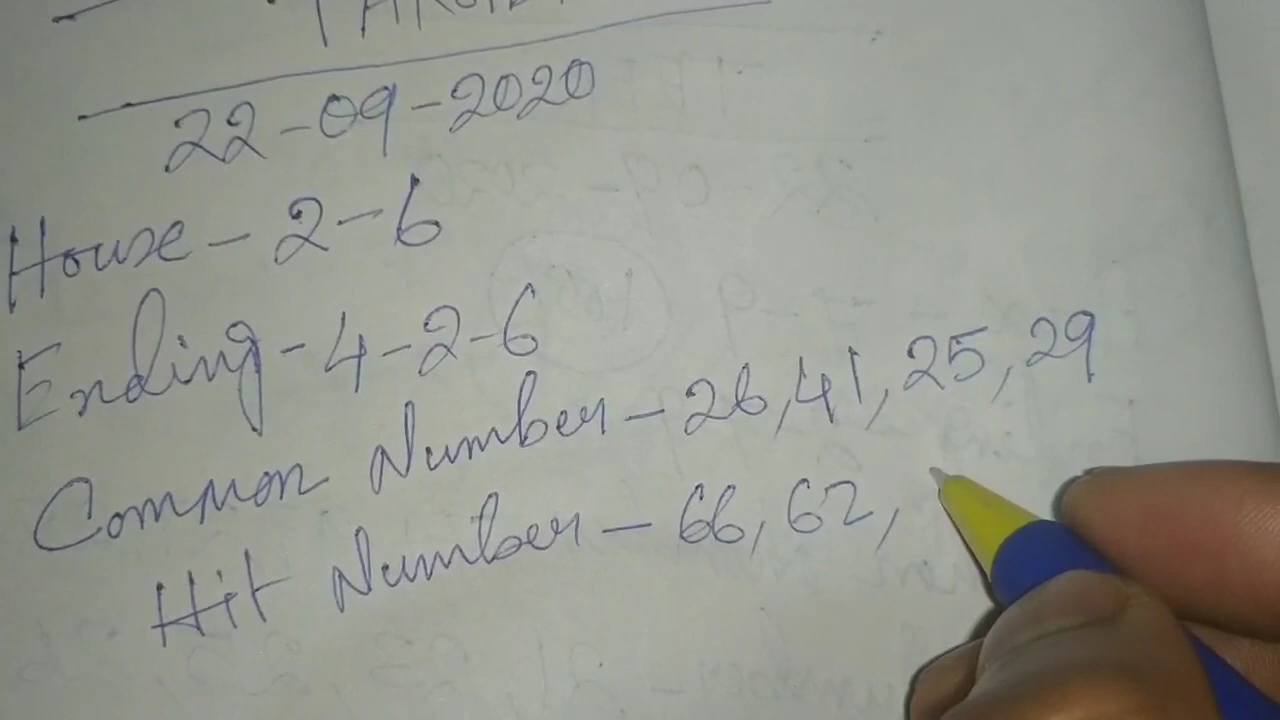 22-09-2020
House - 2-6
Ending - 4-2-6
Common Number - 26, 41, 25, 29
Hit Number - 66, 62,